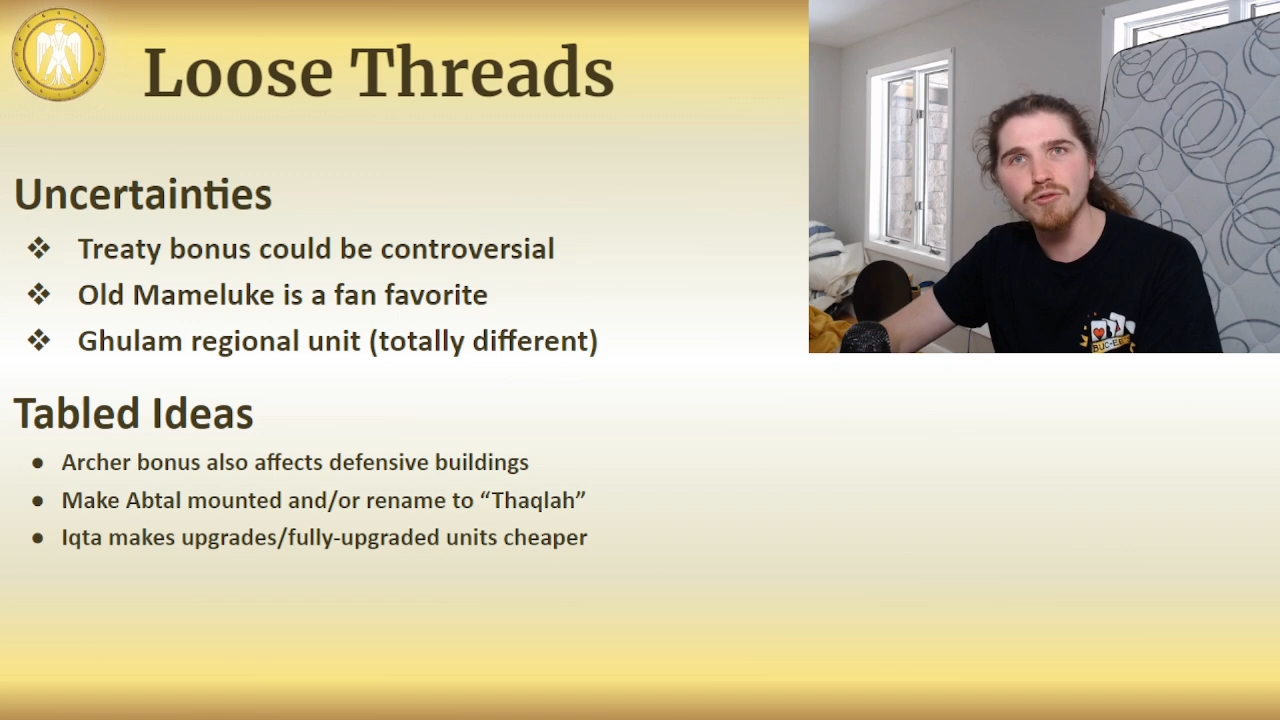 Loose Threads
Uncertainties
❖ Treaty bonus could be controversial
❖ Old Mameluke is a fan favorite
❖ Ghulam regional unit (totally different)
Tabled Ideas
● Archer bonus also affects defensive buildings
● Make Abtal mounted and/or rename to “Thaqlah”
● Iqta makes upgrades/fully-upgraded units cheaper